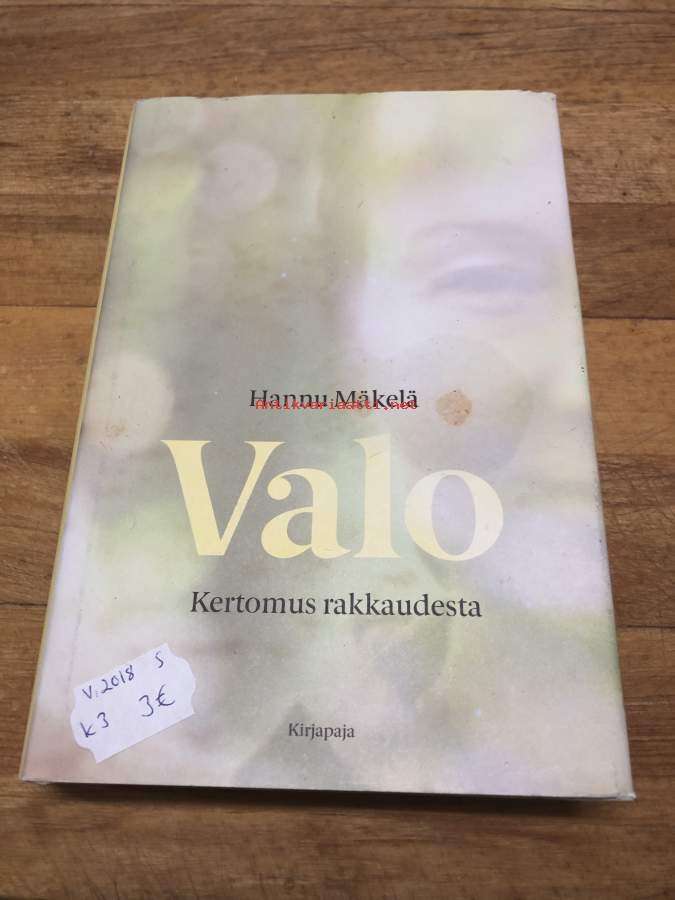 Hannu Mäkelä
Antikvariaatti.net
Valo
Kertomus rakkaudesta
V. 2018 S
K3 3€
Kirjapaja